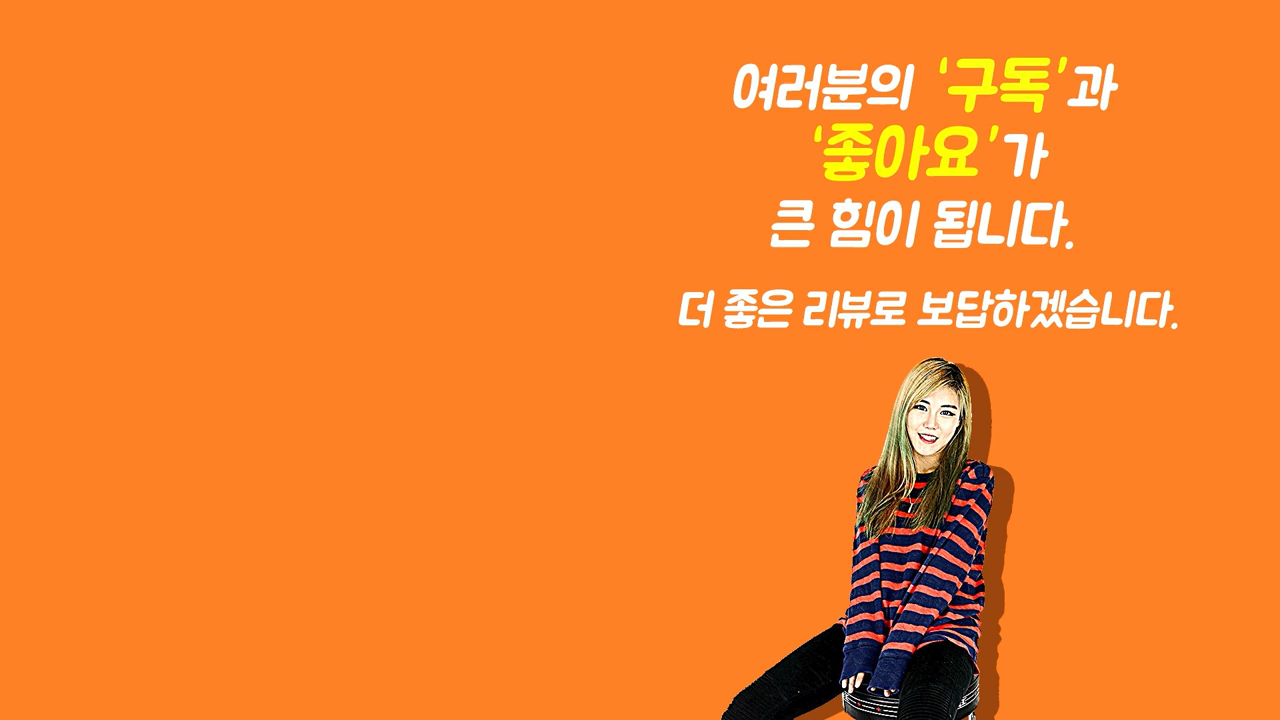 여러분의 '구독'과
'좋아요'가
큰 힘이 됩니다.
더 좋은 리뷰로 보답하겠습니다.